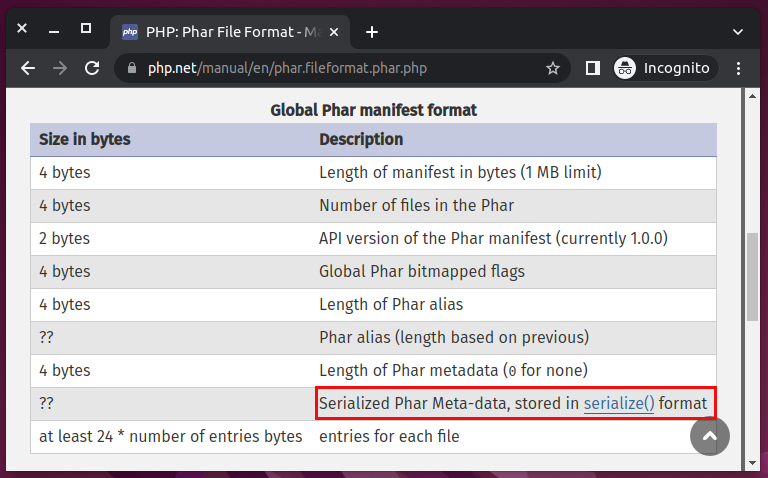 php PHP: Phar File Format - Ma
php.net/manual/en/phar.fileformat.phar.php Incognito
Global Phar manifest format
Size in bytes Description
4 bytes Length of manifest in bytes (1 MB limit)
4 bytes Number of files in the Phar
2 bytes API version of the Phar manifest (currently 1.0.0)
4 bytes Global Phar bitmapped flags
4 bytes Length of Phar alias
?? Phar alias (length based on previous)
4 bytes Length of Phar metadata (0 for none)
?? Serialized Phar Meta-data, stored in serialize() format
at least 24 * number of entries bytes entries for each file